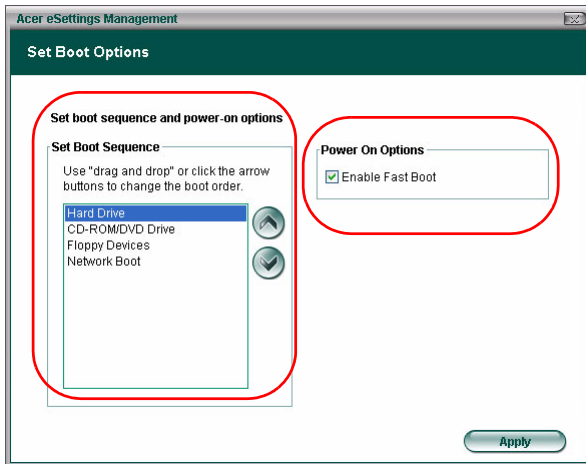 Acer eSettings Management
Set Boot Options
Set boot sequence and power-on options
Set Boot Sequence
Use "drag and drop" or click the arrow
buttons to change the boot order.
Hard Drive
CD-ROM/DVD Drive
Floppy Devices
Network Boot
Power On Options
Enable Fast Boot
Apply